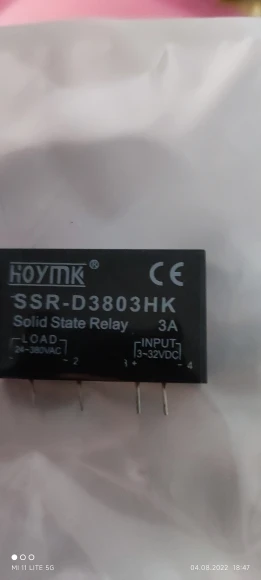 HOYMK® CE
SSR-D3803HK
Solid State Relay 3A
LOAD INPUT
24-380VAC 3-32VDC
2 + - 4
MI 11 LITE 5G 04.08.2022 18:47